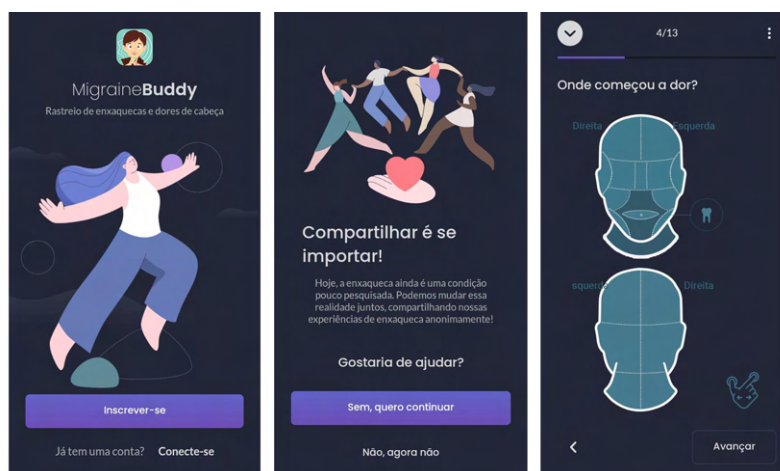 MigraineBuddy
Rastreio de enxaquecas e dores de cabeça
Inscrever-se
Já tem uma conta? Conecte-se
Compartilhar é se
importar!
Hoje, a enxaqueca ainda é uma condição
pouco pesquisada. Podemos mudar essa
realidade juntos, compartilhando nossas
experiências de enxaqueca anonimamente!
Gostaria de ajudar?
Sem, quero continuar
Não, agora não
4/13
Onde começou a dor?
Direita
Esquerda
squerda
Direita
Avançar